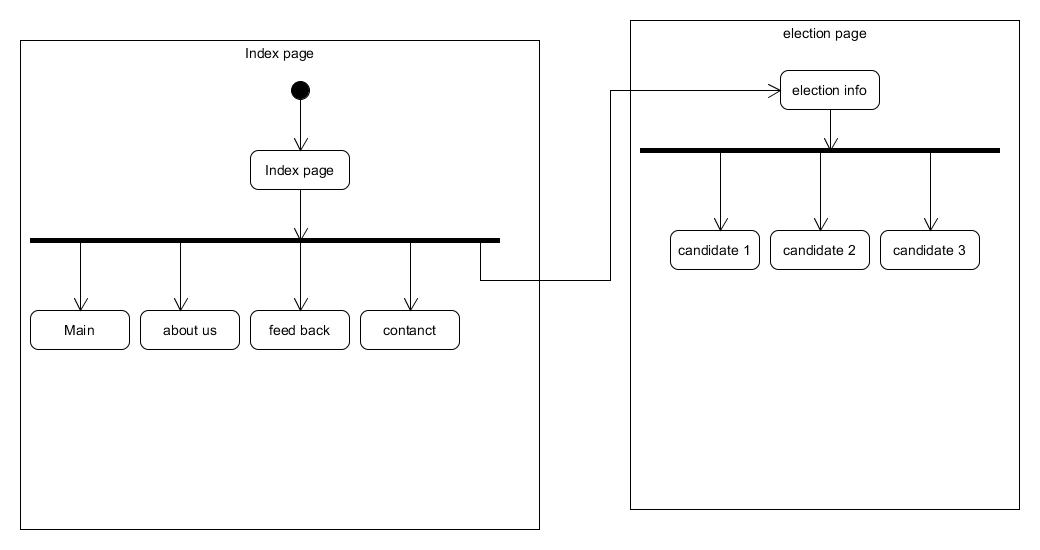 Index page
Index page
Main
about us
feed back
contanct
election page
election info
candidate 1
candidate 2
candidate 3